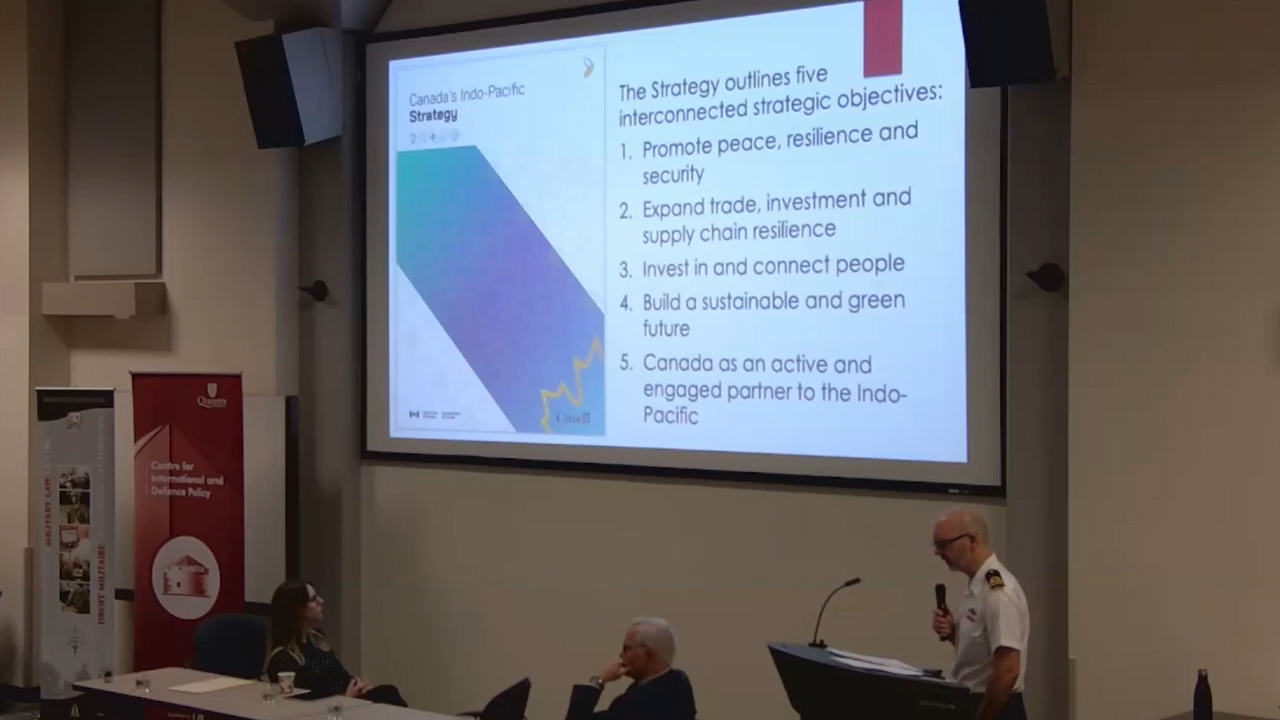 Canada's Indo-Pacific
Strategy
Canada
The Strategy outlines five
interconnected strategic objectives:
1. Promote peace, resilience and
security
2. Expand trade, investment and
supply chain resilience
3. Invest in and connect people
4. Build a sustainable and green
future
5. Canada as an active and
engaged partner to the Indo-
Pacific
MILITARY LAW
DROIT MILITAIRE
Queen's
Centre for
International and
Defence Policy